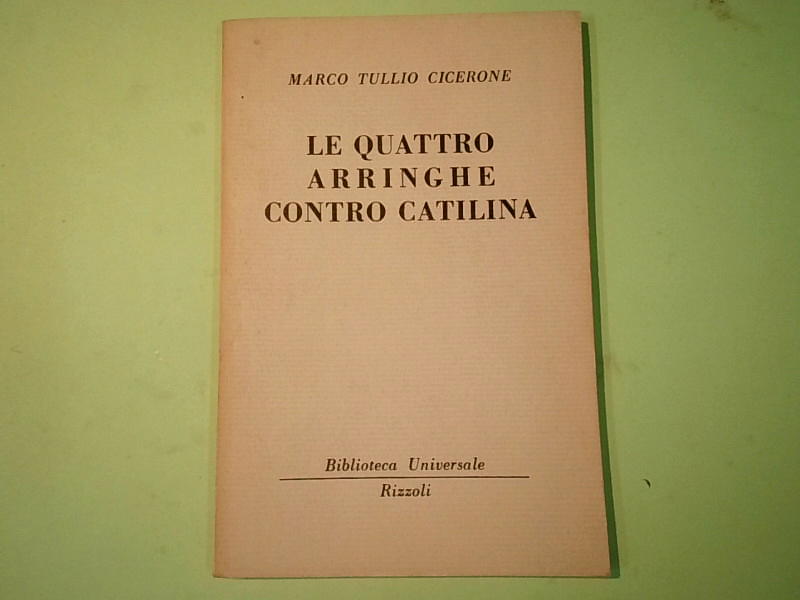 MARCO TULLIO CICERONE
LE QUATTRO
ARRINGHE
CONTRO CATILINA
Biblioteca Universale
Rizzoli